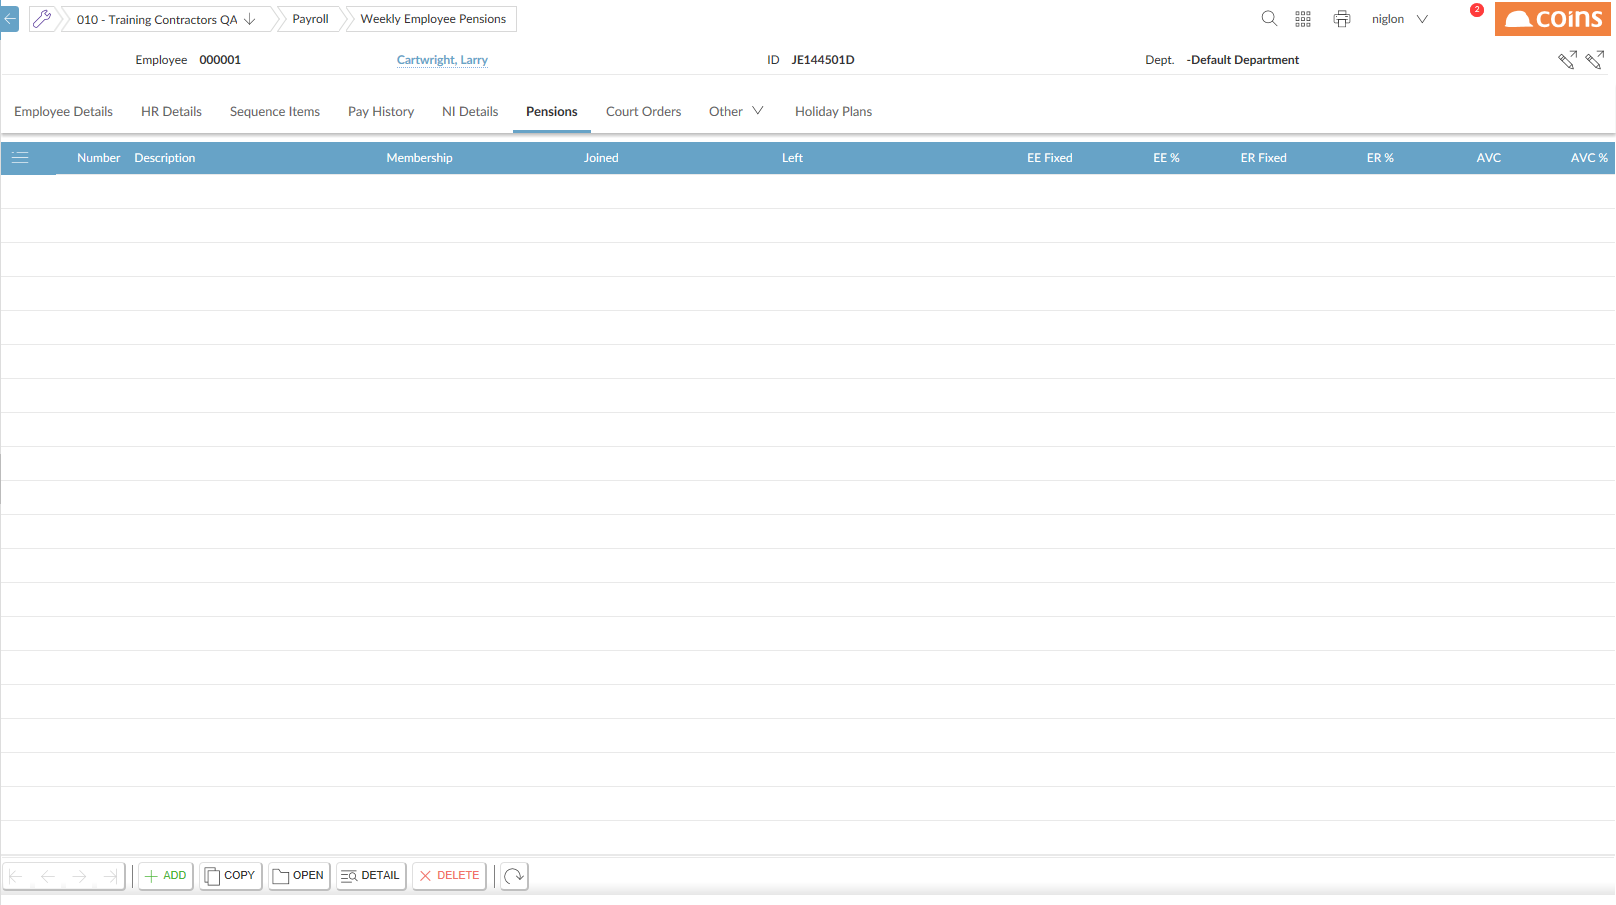 010 - Training Contractors QA Payroll Weekly Employee Pensions niglon 2 coins
Employee 000001 Cartwright, Larry ID JE144501D Dept. -Default Department
Employee Details HR Details Sequence Items Pay History NI Details Pensions Court Orders Other Holiday Plans
Number Description Membership Joined Left EE Fixed EE % ER Fixed ER % AVC AVC %
ADD COPY OPEN DETAIL DELETE